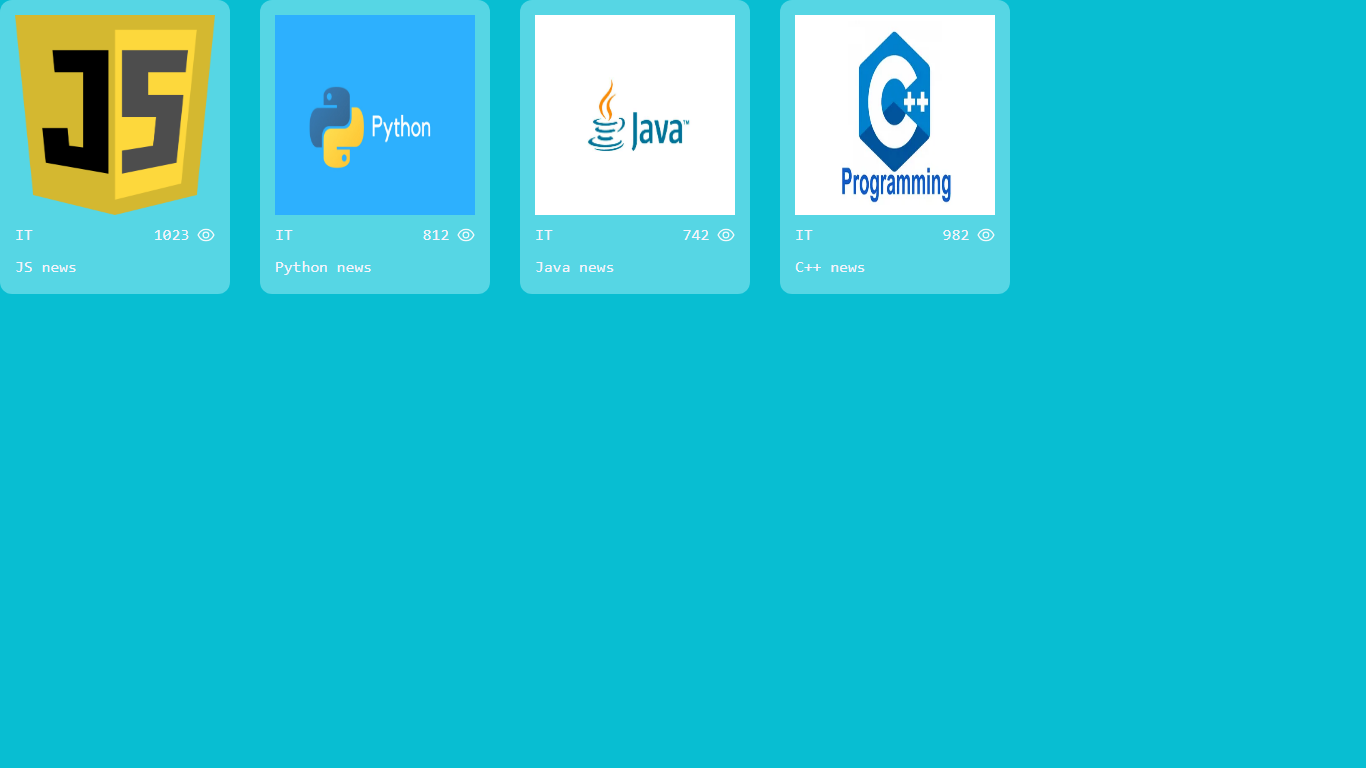 JS
IT 1023
JS news
Python
IT 812
Python news
Java™
IT 742
Java news
C++
Programming
IT 982
C++ news